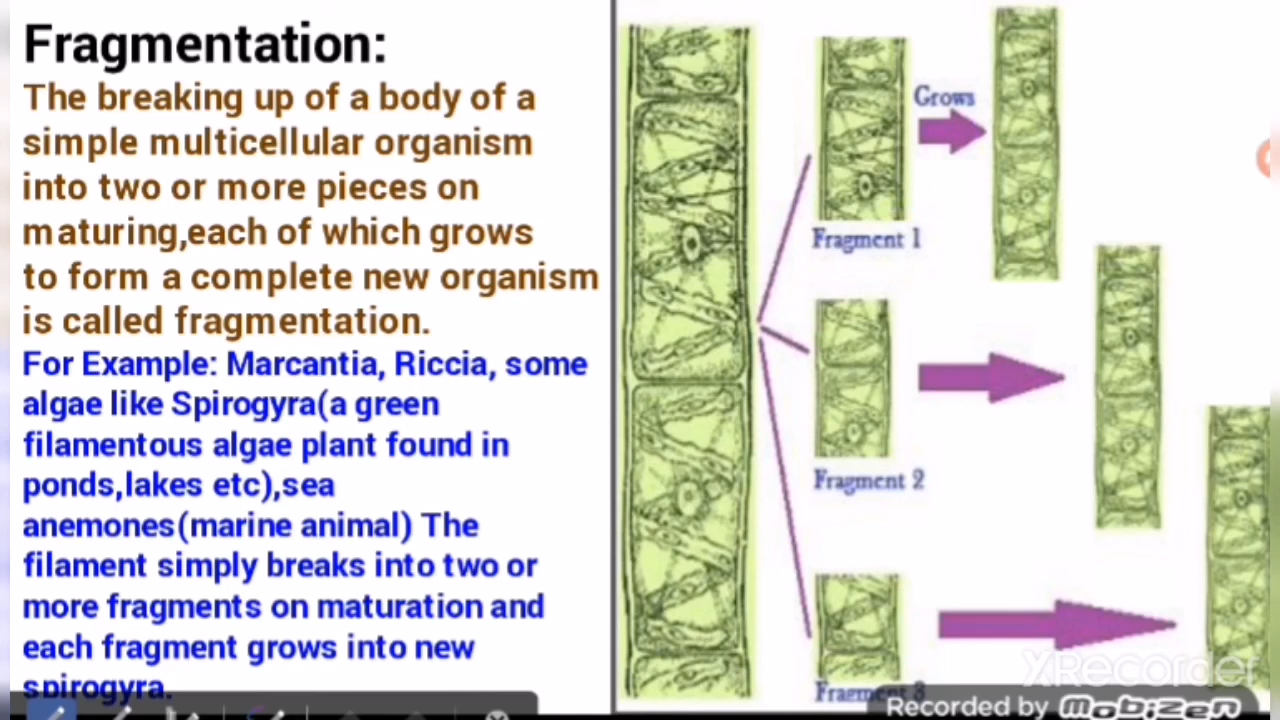 Fragmentation:
The breaking up of a body of a
simple multicellular organism
into two or more pieces on
maturing,each of which grows
to form a complete new organism
is called fragmentation.
For Example: Marcantia, Riccia, some
algae like Spirogyra(a green
filamentous algae plant found in
ponds,lakes etc),sea
anemones(marine animal) The
filament simply breaks into two or
more fragments on maturation and
each fragment grows into new
spirogyra.
Grows
Fragment 1
Fragment 2
Fragment 3
XRecorder
Recorded by Mobizen